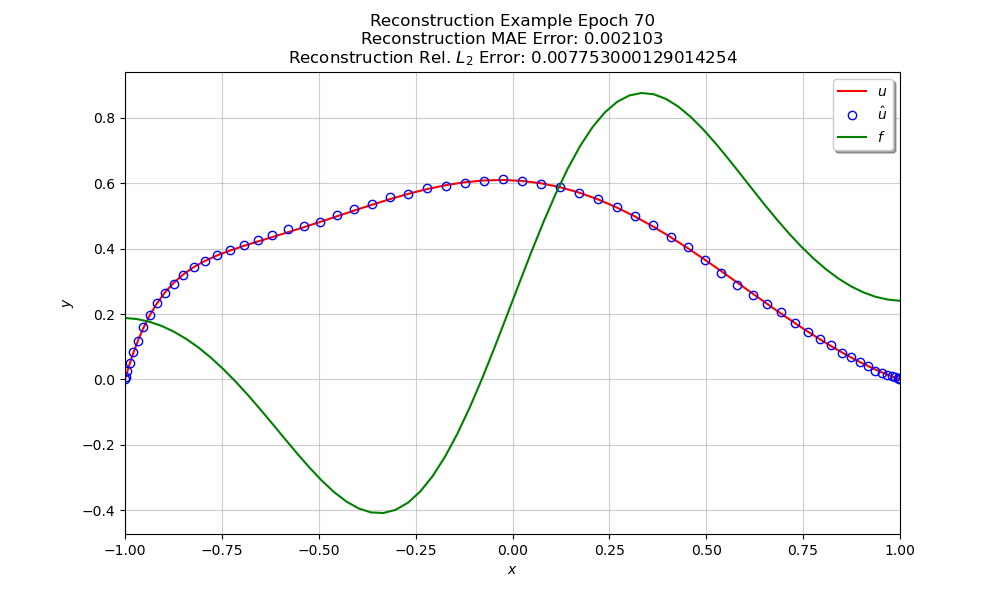 Reconstruction Example Epoch 70
Reconstruction MAE Error: 0.002103
Reconstruction Rel. L₂ Error: 0.007753000129014254
u
û
f
y
0.8
0.6
0.4
0.2
0.0
−0.2
−0.4
−1.00 −0.75 −0.50 −0.25 0.00 0.25 0.50 0.75 1.00
x